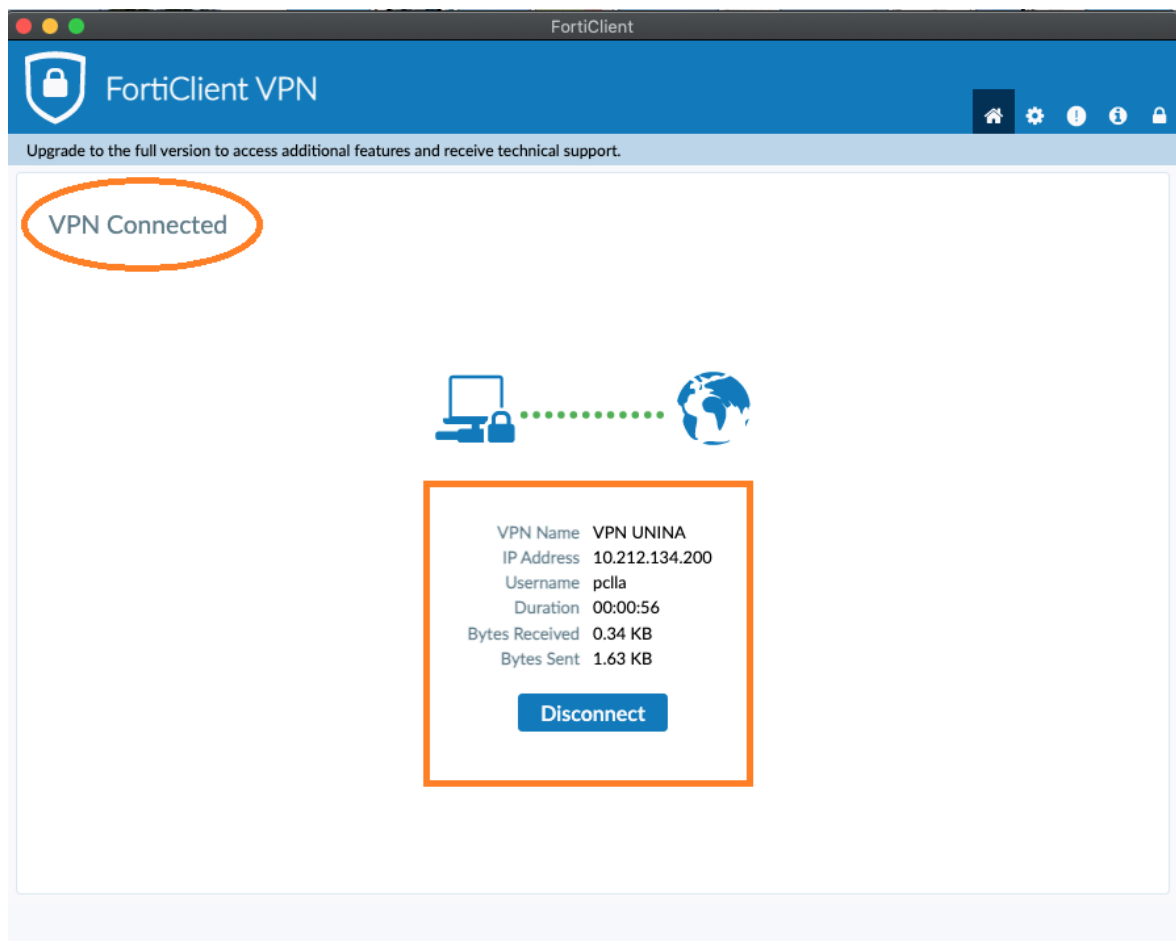 FortiClient
FortiClient VPN
Upgrade to the full version to access additional features and receive technical support.
VPN Connected
VPN Name VPN UNINA
IP Address 10.212.134.200
Username pclla
Duration 00:00:56
Bytes Received 0.34 KB
Bytes Sent 1.63 KB
Disconnect